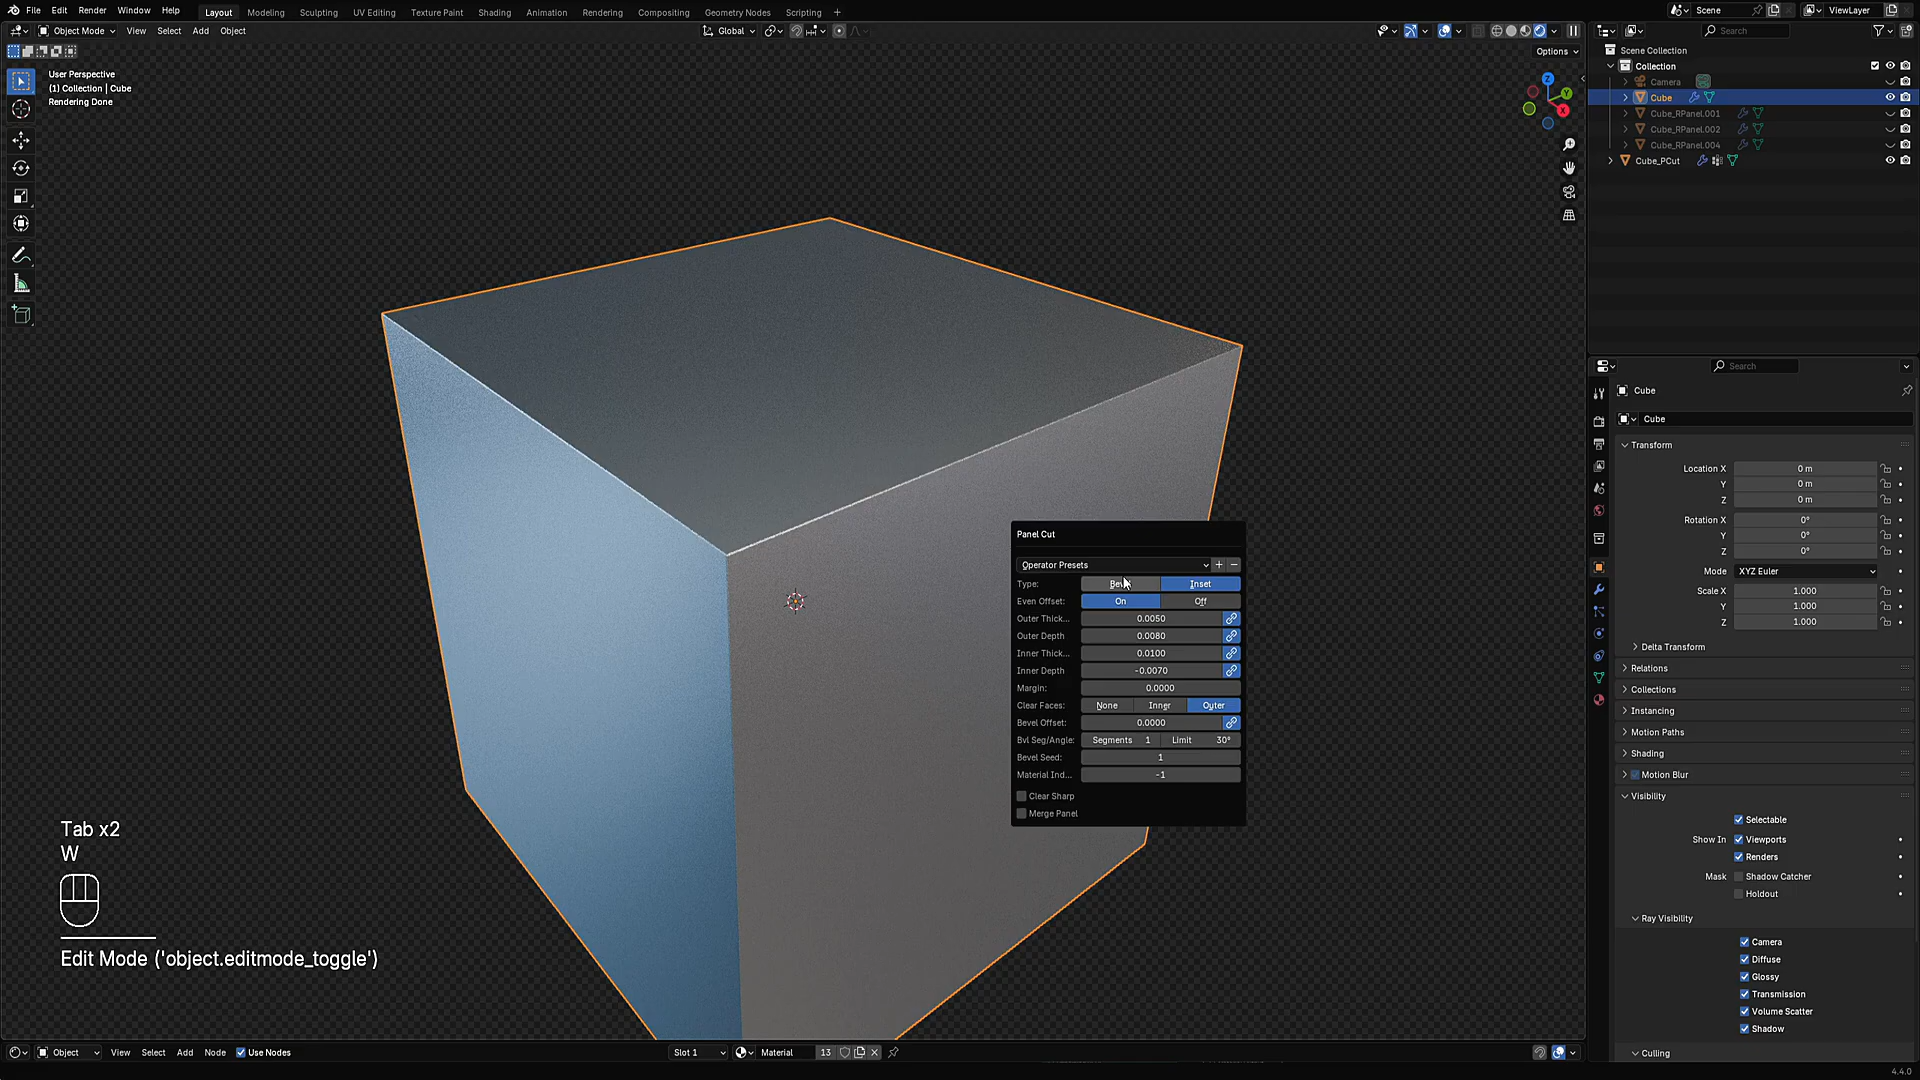 File Edit Render Window Help Layout Modeling Sculpting UV Editing Texture Paint Shading Animation Rendering Compositing Geometry Nodes Scripting + Scene ViewLayer
Object Mode View Select Add Object Global Search
Options
User Perspective
(1) Collection | Cube
Rendering Done
Z
Y
X
Scene Collection
Collection
Camera
Cube
Cube_RPanel.001
Cube_RPanel.002
Cube_RPanel.004
Cube_PCut
Search
Cube
Cube
Transform
Location X 0 m
Y 0 m
Z 0 m
Rotation X 0°
Y 0°
Z 0°
Mode XYZ Euler
Scale X 1.000
Y 1.000
Z 1.000
Delta Transform
Relations
Collections
Instancing
Motion Paths
Shading
Motion Blur
Visibility
Selectable
Show In Viewports
Renders
Mask Shadow Catcher
Holdout
Ray Visibility
Camera
Diffuse
Glossy
Transmission
Volume Scatter
Shadow
Culling
Panel Cut
Operator Presets
Type: Inset
Even Offset: On Off
Outer Thick... 0.0050
Outer Depth 0.0080
Inner Thick... 0.0100
Inner Depth -0.0070
Margin: 0.0000
Clear Faces: None Inner Outer
Bevel Offset: 0.0000
Bvl Seg/Angle: Segments 1 Limit 30°
Bevel Seed: 1
Material Ind... -1
Clear Sharp
Merge Panel
Tab x2
W
Edit Mode ('object.editmode_toggle')
Object View Select Add Node Use Nodes Slot 1 Material 13
4.4.0